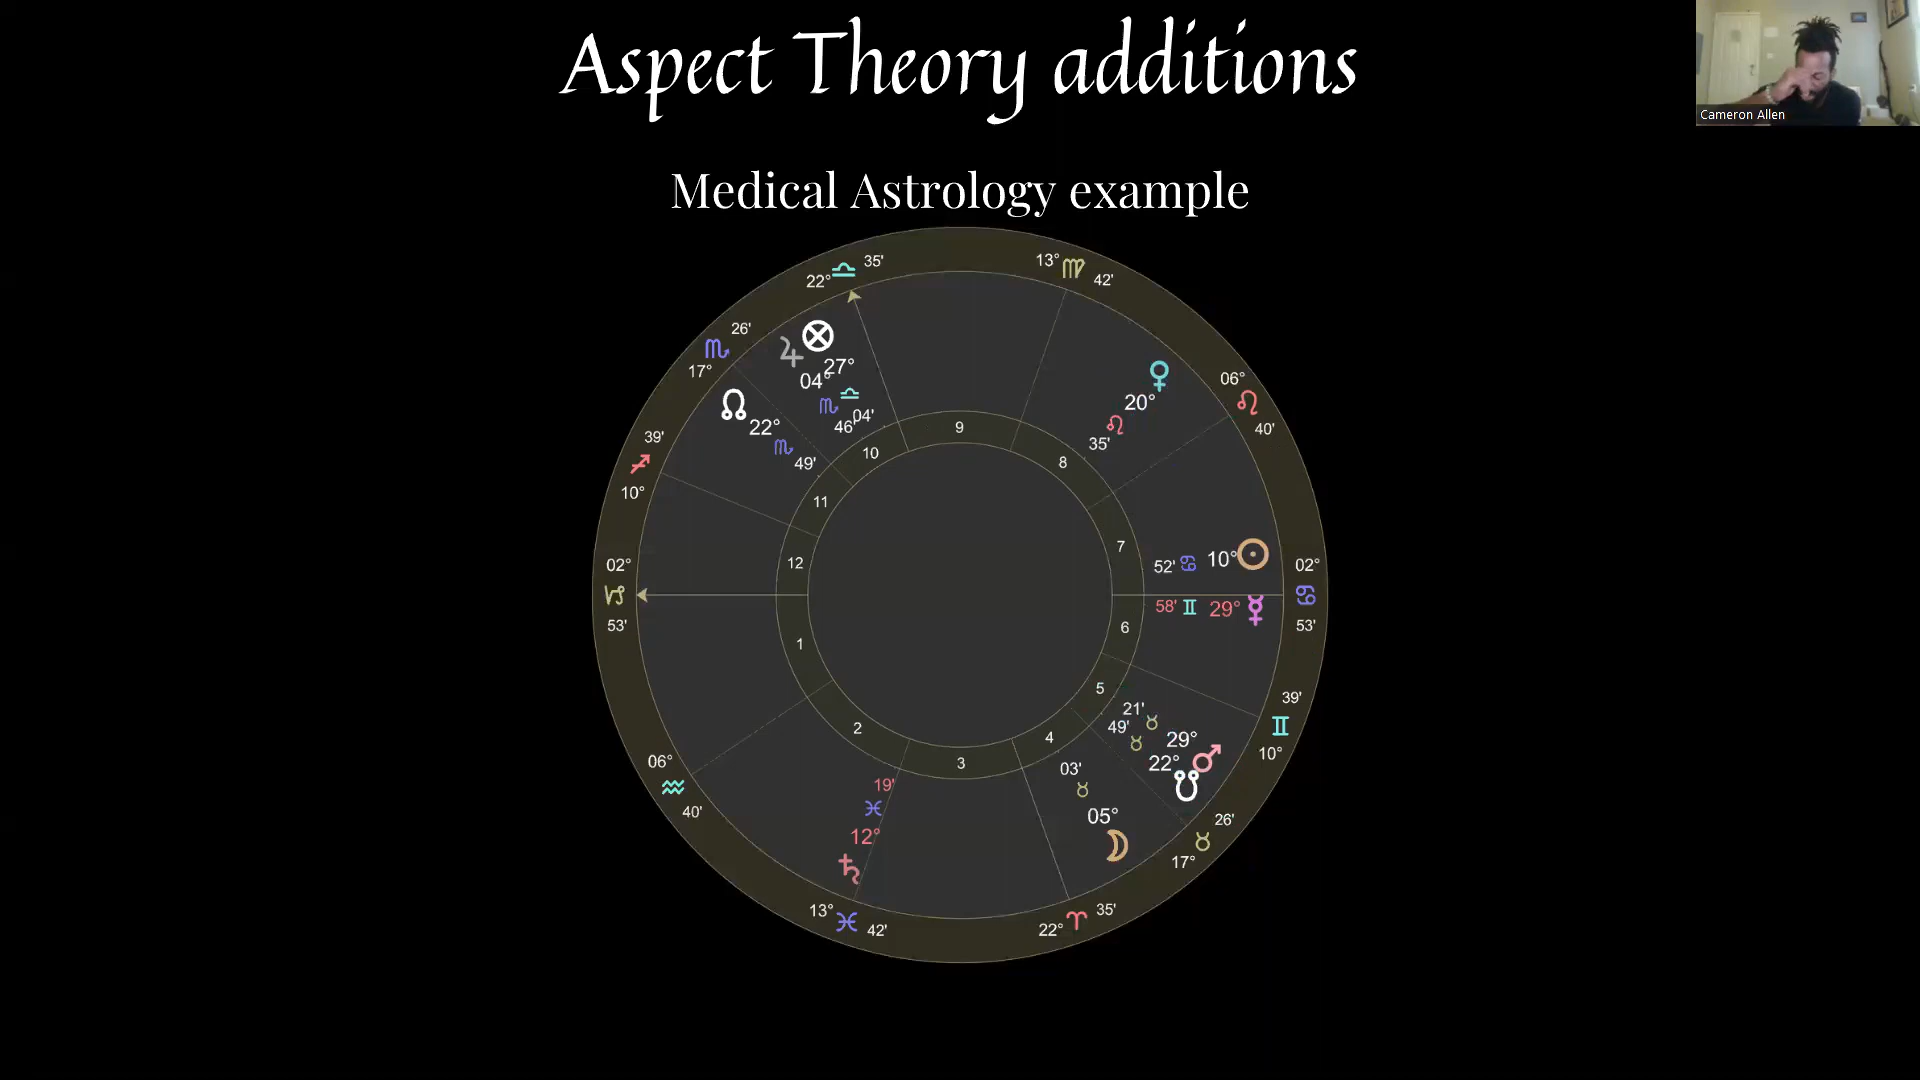 Aspect Theory additions
Cameron Allen
Medical Astrology example
22° ♎ 35'
13° ♍ 42'
26' ♏ 17°
♃ ⊗
27°
04°
♏ ♎
46' 04'
♀
20°
♌
35'
06° ♌ 40'
☊ 22° ♏ 49'
39' ♐ 10°
9
10
8
11
7
12
02° ♑ 53'
52' ♋ 10° ☉
58' ♊ 29° ☿
02° ♋ 53'
1
6
2
5
3
4
21' ♉ 29° ♂
49' ♉ 22° ☋
39' ♊ 10°
03' ♉ 05° ☽
26' ♉ 17°
06° ♒ 40'
19' ♓ 12° ♄
13° ♓ 42'
22° ♈ 35'